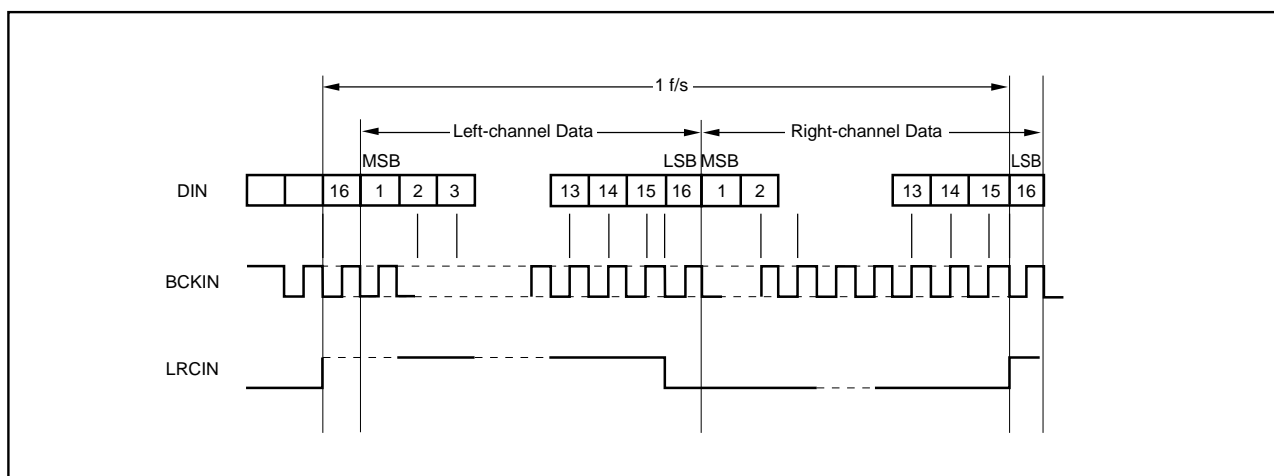 1 f/s
Left-channel Data Right-channel Data
MSB LSB MSB LSB
DIN 16 1 2 3 13 14 15 16 1 2 13 14 15 16
BCKIN
LRCIN